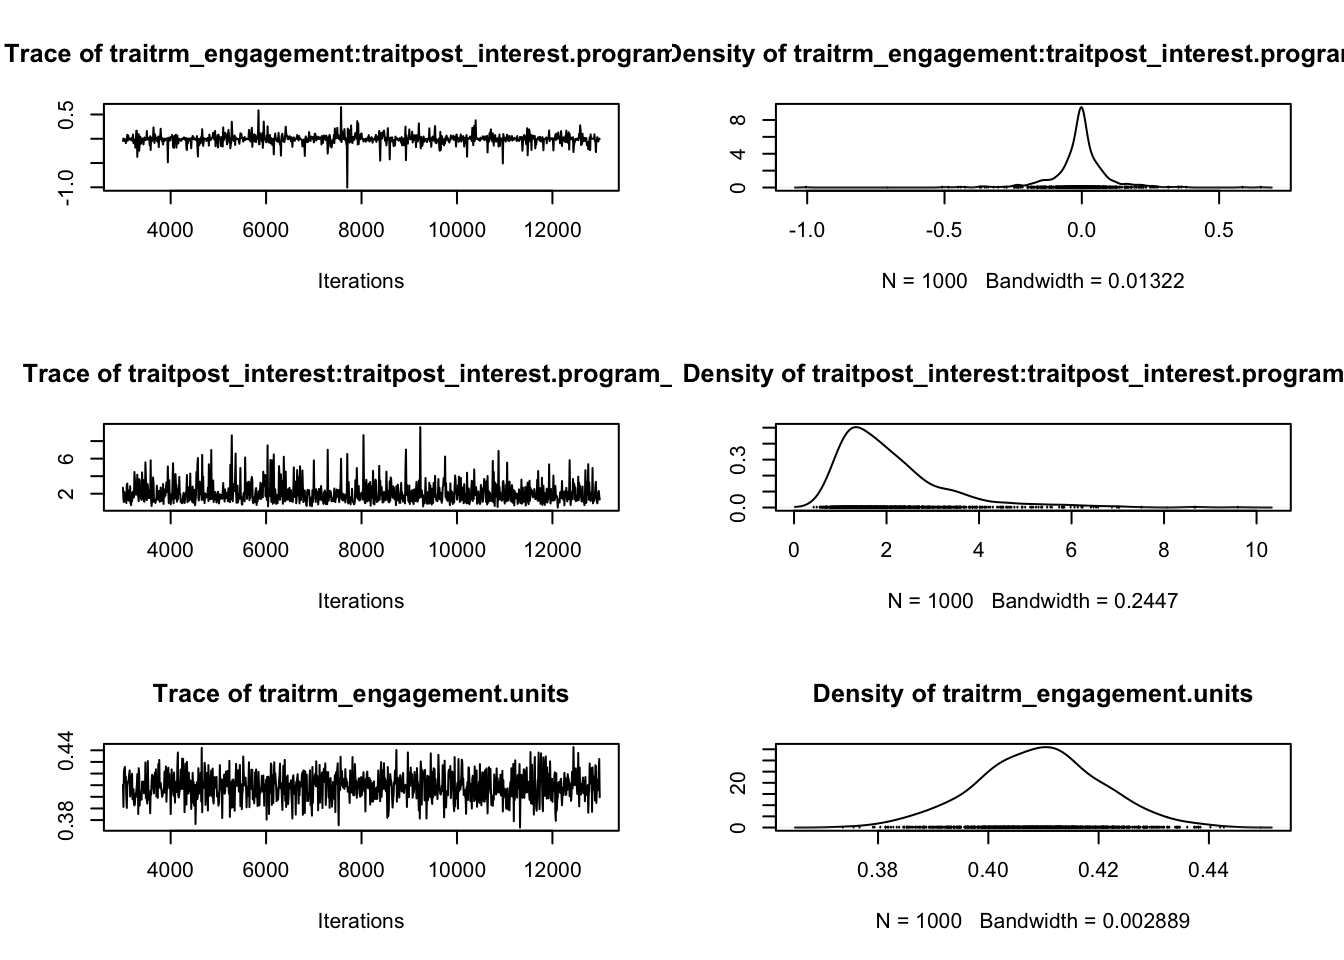 Trace of traitrm_engagement:traitpost_interest.program
Density of traitrm_engagement:traitpost_interest.program
0.5
-1.0
4000 6000 8000 10000 12000
Iterations
8
4
0
-1.0 -0.5 0.0 0.5
N = 1000 Bandwidth = 0.01322
Trace of traitpost_interest:traitpost_interest.program_
Density of traitpost_interest:traitpost_interest.program
6
2
4000 6000 8000 10000 12000
Iterations
0.3
0.0
0 2 4 6 8 10
N = 1000 Bandwidth = 0.2447
Trace of traitrm_engagement.units
Density of traitrm_engagement.units
0.44
0.38
4000 6000 8000 10000 12000
Iterations
20
0
0.38 0.40 0.42 0.44
N = 1000 Bandwidth = 0.002889